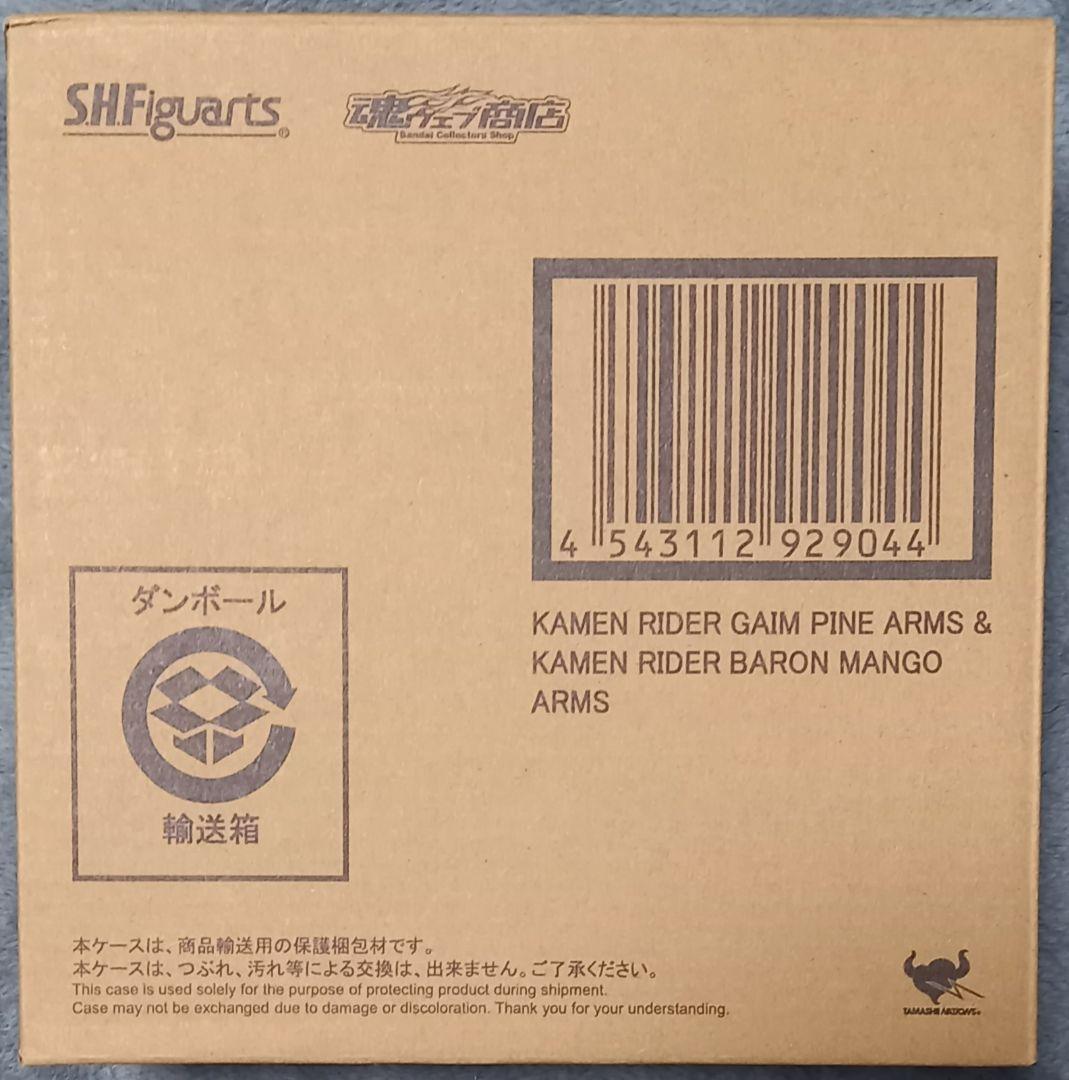 S.H.Figuarts®
魂ウェブ商店
Bandai Collectors Shop
4 543112 929044
KAMEN RIDER GAIM PINE ARMS &
KAMEN RIDER BARON MANGO
ARMS
ダンボール
輸送箱
本ケースは、商品輸送用の保護梱包材です。
本ケースは、つぶれ、汚れ等による交換は、出来ません。ご了承ください。
This case is used solely for the purpose of protecting product during shipment.
Case may not be exchanged due to damage or discoloration. Thank you for your understanding.
TAMASHII NATIONS